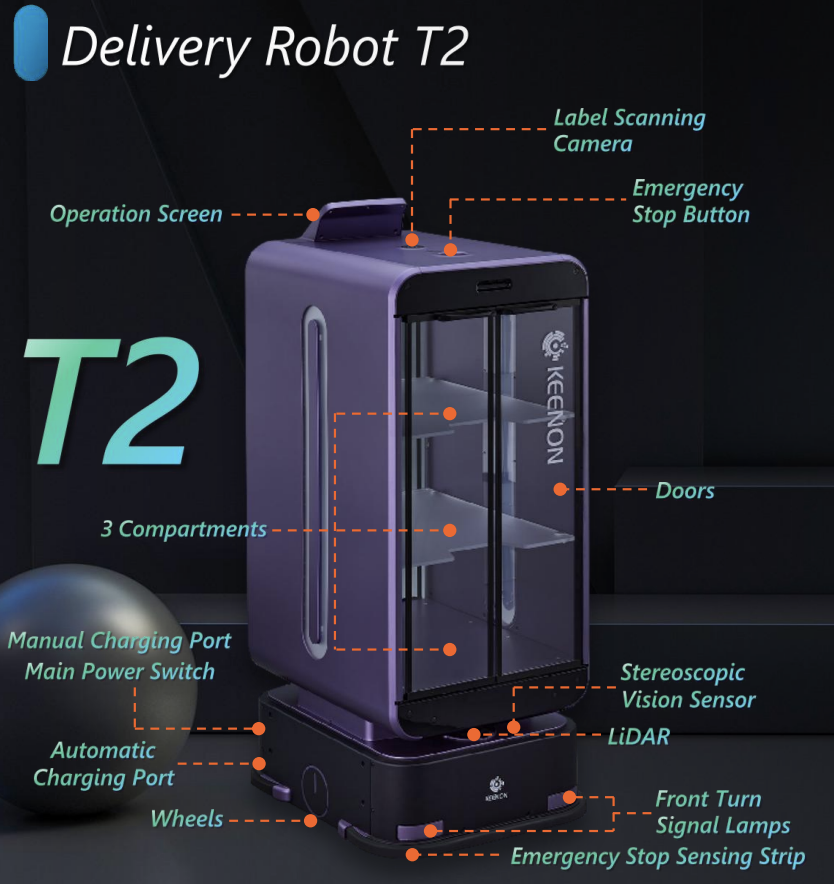 Delivery Robot T2
Label Scanning
Camera
Operation Screen
Emergency
Stop Button
T2
KEENON
Doors
3 Compartments
Manual Charging Port
Main Power Switch
Stereoscopic
Vision Sensor
LiDAR
Automatic
Charging Port
KEENON
Wheels
Front Turn
Signal Lamps
Emergency Stop Sensing Strip